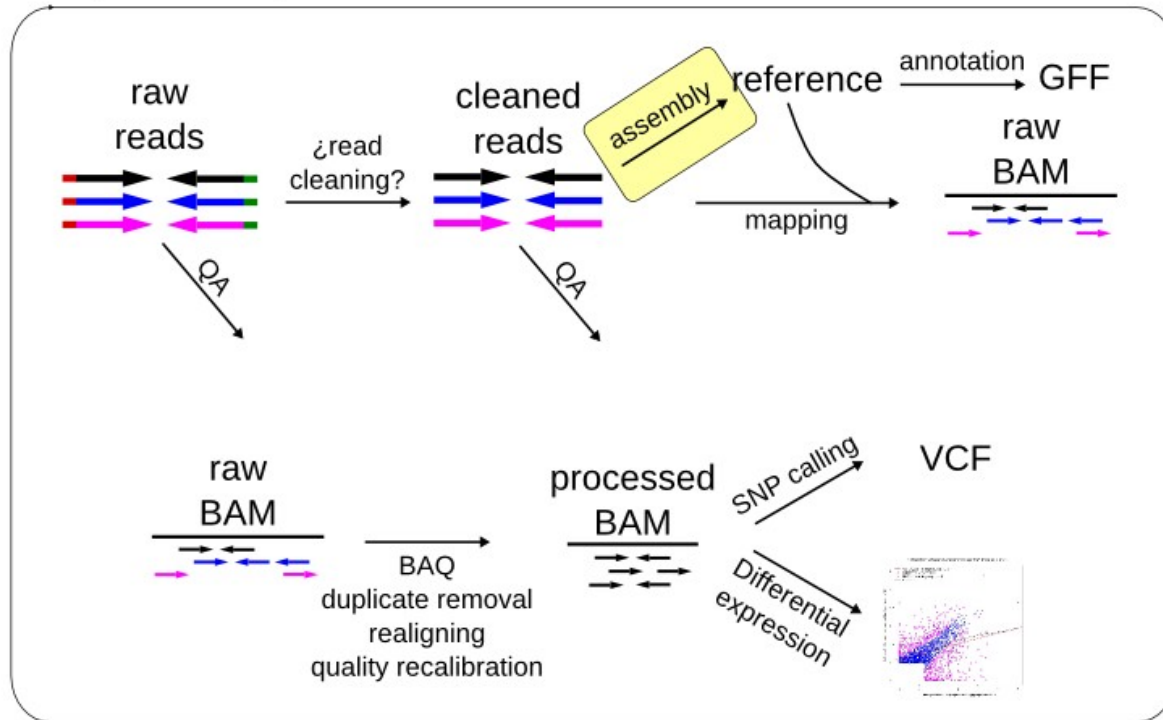 raw
reads
¿read
cleaning?
cleaned
reads
assembly
reference
annotation
GFF
mapping
raw
BAM
QA
QA
raw
BAM
BAQ
duplicate removal
realigning
quality recalibration
processed
BAM
SNP calling
VCF
Differential
expression